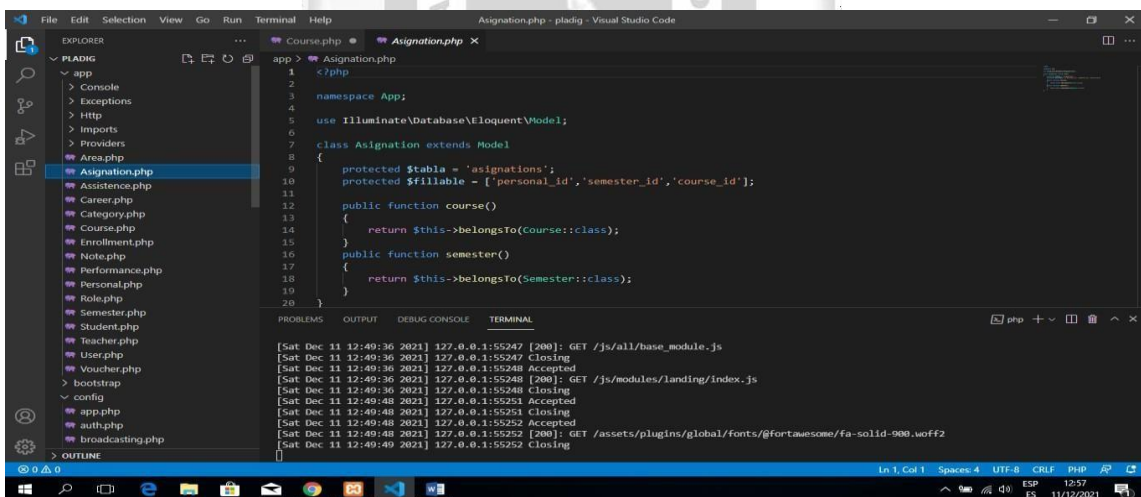 File Edit Selection View Go Run Terminal Help Asignation.php - pladig - Visual Studio Code
EXPLORER
PLADIG
app
Console
Exceptions
Http
Imports
Providers
Area.php
Asignation.php
Assistence.php
Career.php
Category.php
Course.php
Enrollment.php
Note.php
Performance.php
Personal.php
Role.php
Semester.php
Student.php
Teacher.php
User.php
Voucher.php
bootstrap
config
app.php
auth.php
broadcasting.php
OUTLINE
Course.php Asignation.php
app > Asignation.php
1 <?php
2
3 namespace App;
4
5 use Illuminate\Database\Eloquent\Model;
6
7 class Asignation extends Model
8 {
9 protected $tabla = 'asignations';
10 protected $fillable = ['personal_id','semester_id','course_id'];
11
12 public function course()
13 {
14 return $this->belongsTo(Course::class);
15 }
16 public function semester()
17 {
18 return $this->belongsTo(Semester::class);
19 }
20 }
PROBLEMS OUTPUT DEBUG CONSOLE TERMINAL php
[Sat Dec 11 12:49:36 2021] 127.0.0.1:55247 [200]: GET /js/all/base_module.js
[Sat Dec 11 12:49:36 2021] 127.0.0.1:55247 Closing
[Sat Dec 11 12:49:36 2021] 127.0.0.1:55248 Accepted
[Sat Dec 11 12:49:36 2021] 127.0.0.1:55248 [200]: GET /js/modules/landing/index.js
[Sat Dec 11 12:49:36 2021] 127.0.0.1:55248 Closing
[Sat Dec 11 12:49:48 2021] 127.0.0.1:55251 Accepted
[Sat Dec 11 12:49:48 2021] 127.0.0.1:55251 Closing
[Sat Dec 11 12:49:48 2021] 127.0.0.1:55252 Accepted
[Sat Dec 11 12:49:48 2021] 127.0.0.1:55252 [200]: GET /assets/plugins/global/fonts/@fortawesome/fa-solid-900.woff2
[Sat Dec 11 12:49:49 2021] 127.0.0.1:55252 Closing
0 0 Ln 1, Col 1 Spaces: 4 UTF-8 CRLF PHP
ESP 12:57
ES 11/12/2021